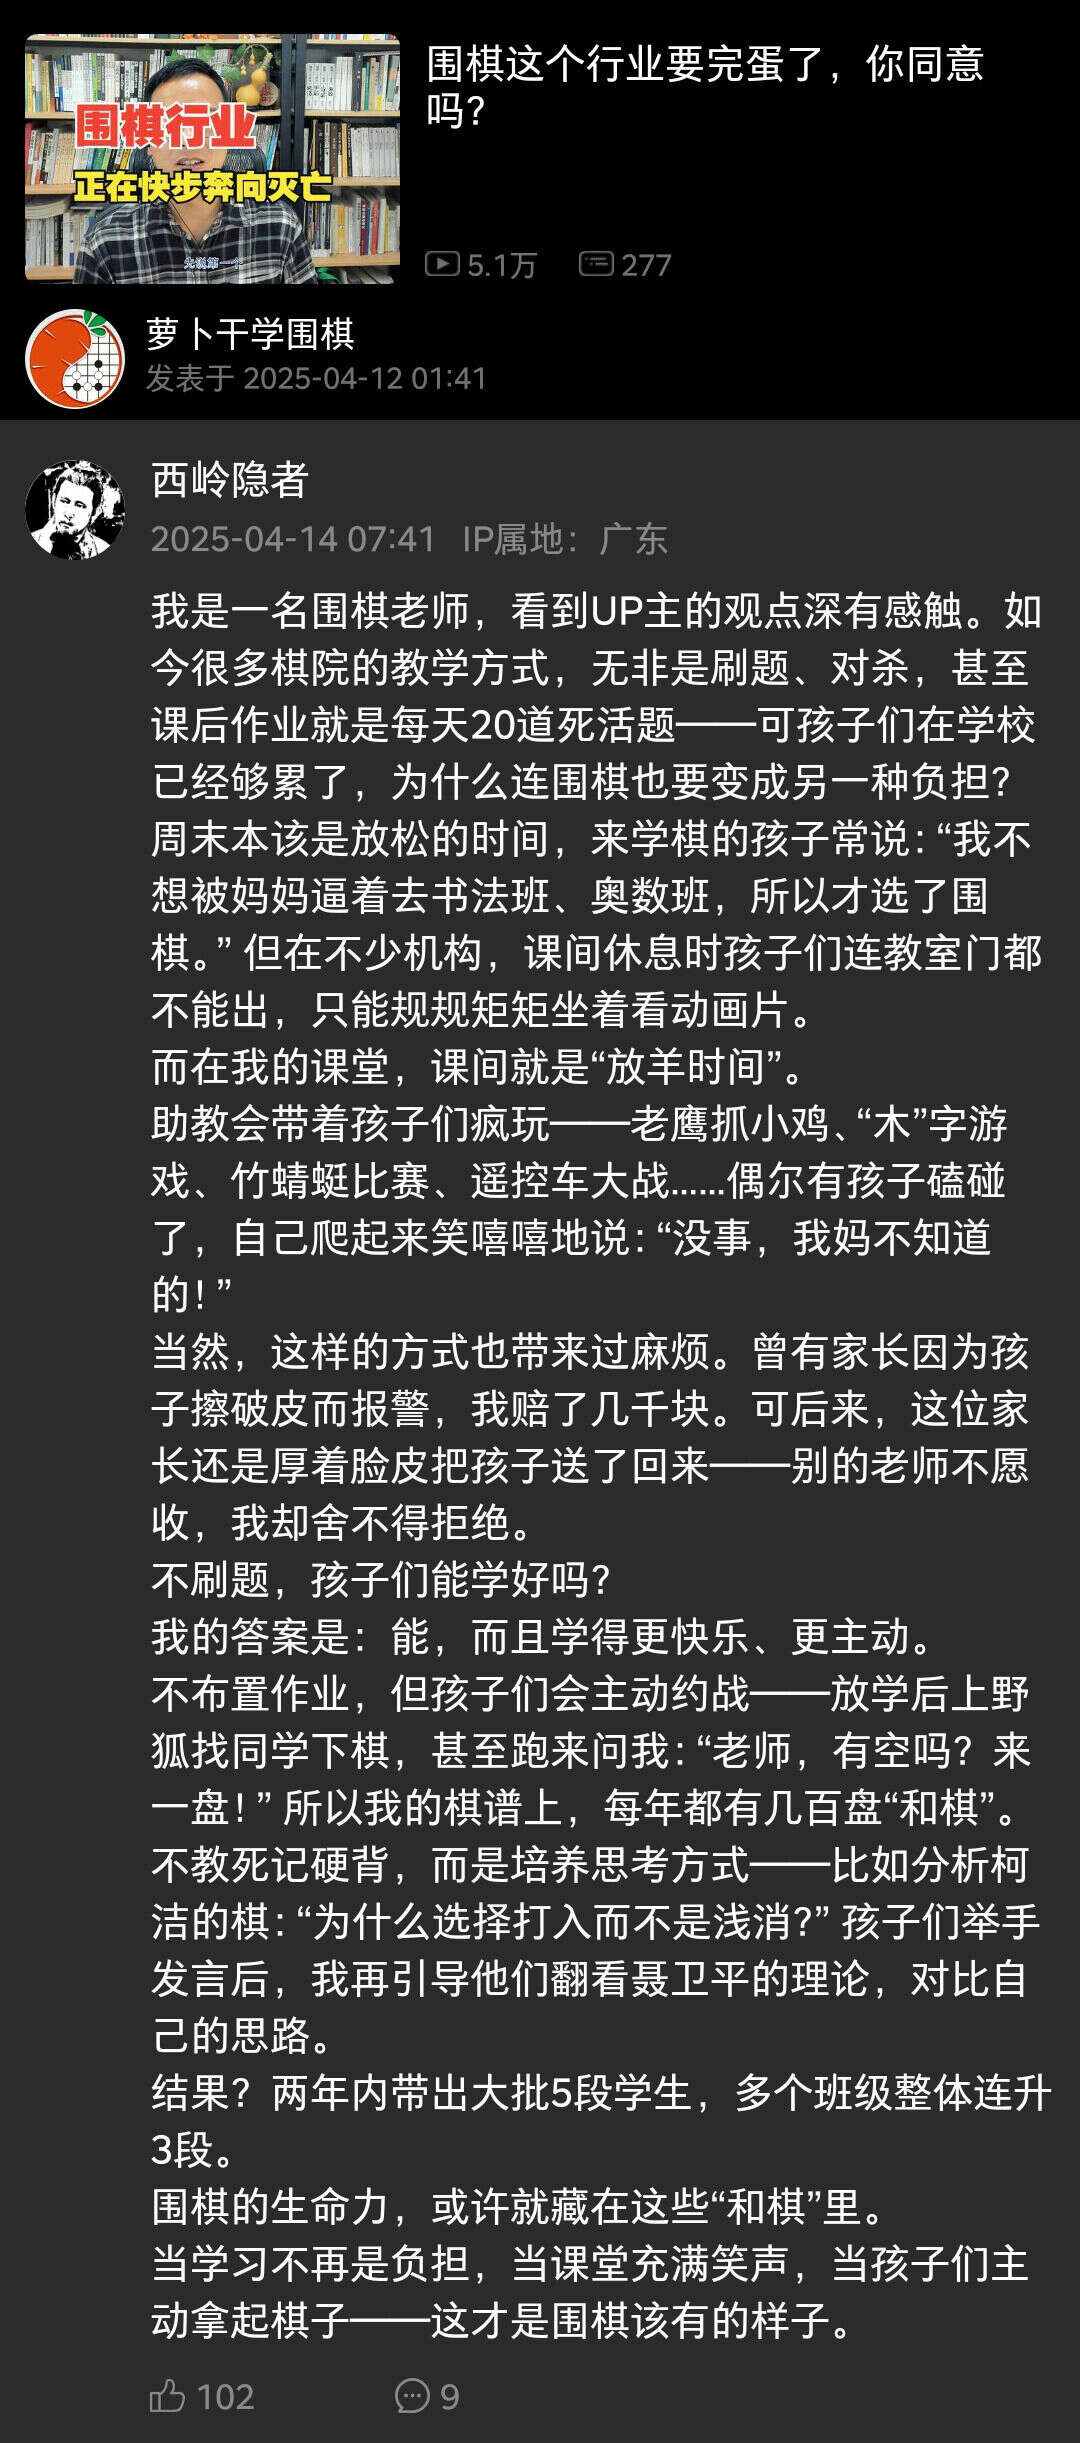 围棋行业
正在快步奔向灭亡
先说第一个
围棋这个行业要完蛋了，你同意
吗？
5.1万 277
萝卜干学围棋
发表于 2025-04-12 01:41
西岭隐者
2025-04-14 07:41 IP属地：广东
我是一名围棋老师，看到UP主的观点深有感触。如
今很多棋院的教学方式，无非是刷题、对杀，甚至
课后作业就是每天20道死活题——可孩子们在学校
已经够累了，为什么连围棋也要变成另一种负担？
周末本该是放松的时间，来学棋的孩子常说：“我不
想被妈妈逼着去书法班、奥数班，所以才选了围
棋。” 但在不少机构，课间休息时孩子们连教室门都
不能出，只能规规矩矩坐着看动画片。
而在我的课堂，课间就是“放羊时间”。
助教会带着孩子们疯玩——老鹰抓小鸡、“木”字游
戏、竹蜻蜓比赛、遥控车大战……偶尔有孩子磕碰
了，自己爬起来笑嘻嘻地说：“没事，我妈不知道
的！”
当然，这样的方式也带来过麻烦。曾有家长因为孩
子擦破皮而报警，我赔了几千块。可后来，这位家
长还是厚着脸皮把孩子送了回来——别的老师不愿
收，我却舍不得拒绝。
不刷题，孩子们能学好吗？
我的答案是：能，而且学得更快乐、更主动。
不布置作业，但孩子们会主动约战——放学后上野
狐找同学下棋，甚至跑来问我：“老师，有空吗？来
一盘！” 所以我的棋谱上，每年都有几百盘“和棋”。
不教死记硬背，而是培养思考方式——比如分析柯
洁的棋：“为什么选择打入而不是浅消？” 孩子们举手
发言后，我再引导他们翻看聂卫平的理论，对比自
己的思路。
结果？两年内带出大批5段学生，多个班级整体连升
3段。
围棋的生命力，或许就藏在这些“和棋”里。
当学习不再是负担，当课堂充满笑声，当孩子们主
动拿起棋子——这才是围棋该有的样子。
102 9